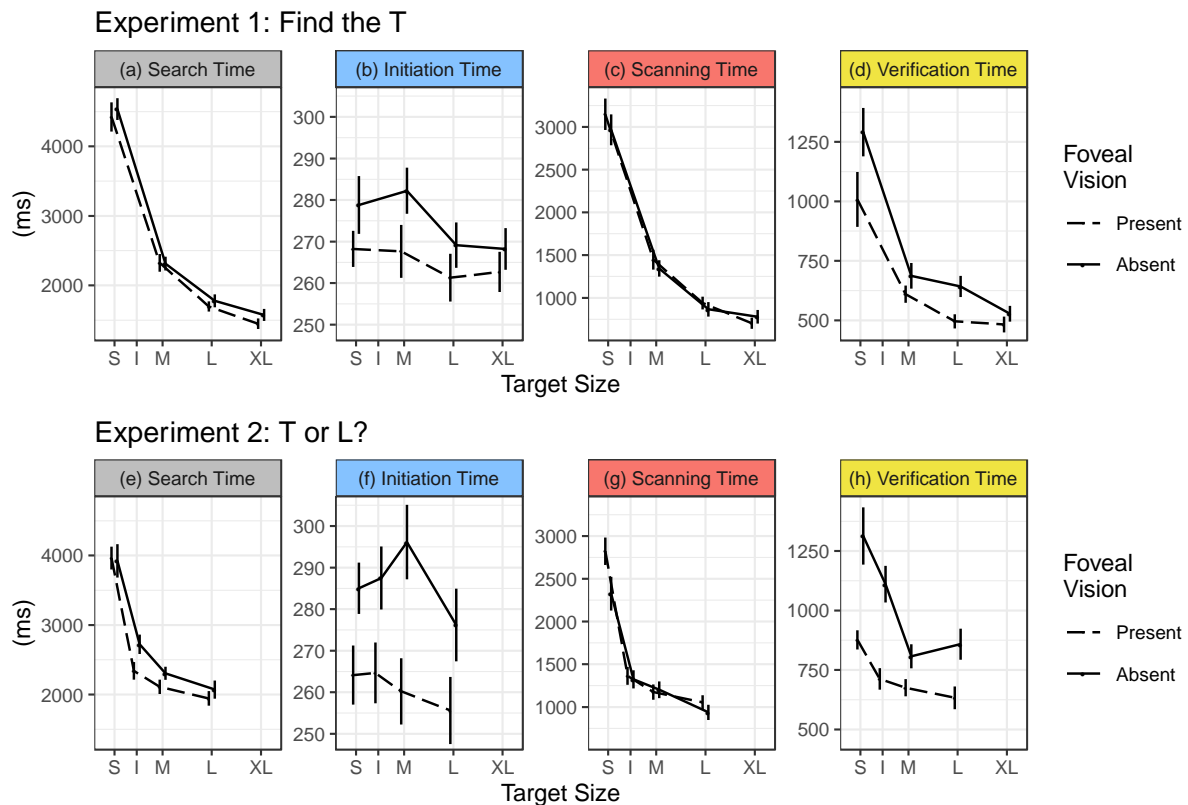 Experiment 1: Find the T
(a) Search Time (b) Initiation Time (c) Scanning Time (d) Verification Time
(ms)
4000
3000
2000
300
290
280
270
260
250
3000
2500
2000
1500
1000
1250
1000
750
500
S I M L XL S I M L XL S I M L XL S I M L XL
Target Size
Foveal
Vision
Present
Absent
Experiment 2: T or L?
(e) Search Time (f) Initiation Time (g) Scanning Time (h) Verification Time
(ms)
4000
3000
2000
300
290
280
270
260
250
3000
2500
2000
1500
1000
1250
1000
750
500
S I M L XL S I M L XL S I M L XL S I M L XL
Target Size
Foveal
Vision
Present
Absent